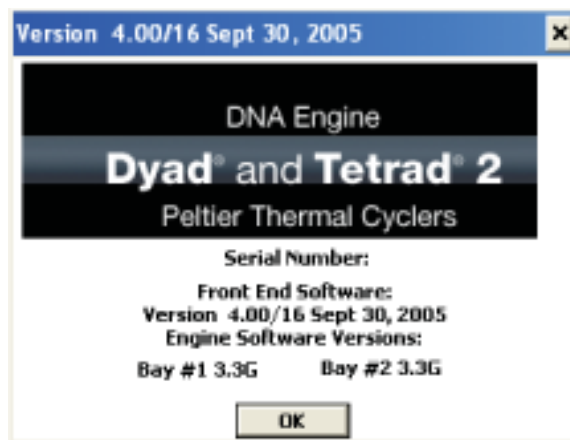 Version 4.00/16 Sept 30, 2005
DNA Engine
Dyad® and Tetrad® 2
Peltier Thermal Cyclers
Serial Number:
Front End Software:
Version 4.00/16 Sept 30, 2005
Engine Software Versions:
Bay #1 3.3G Bay #2 3.3G
OK